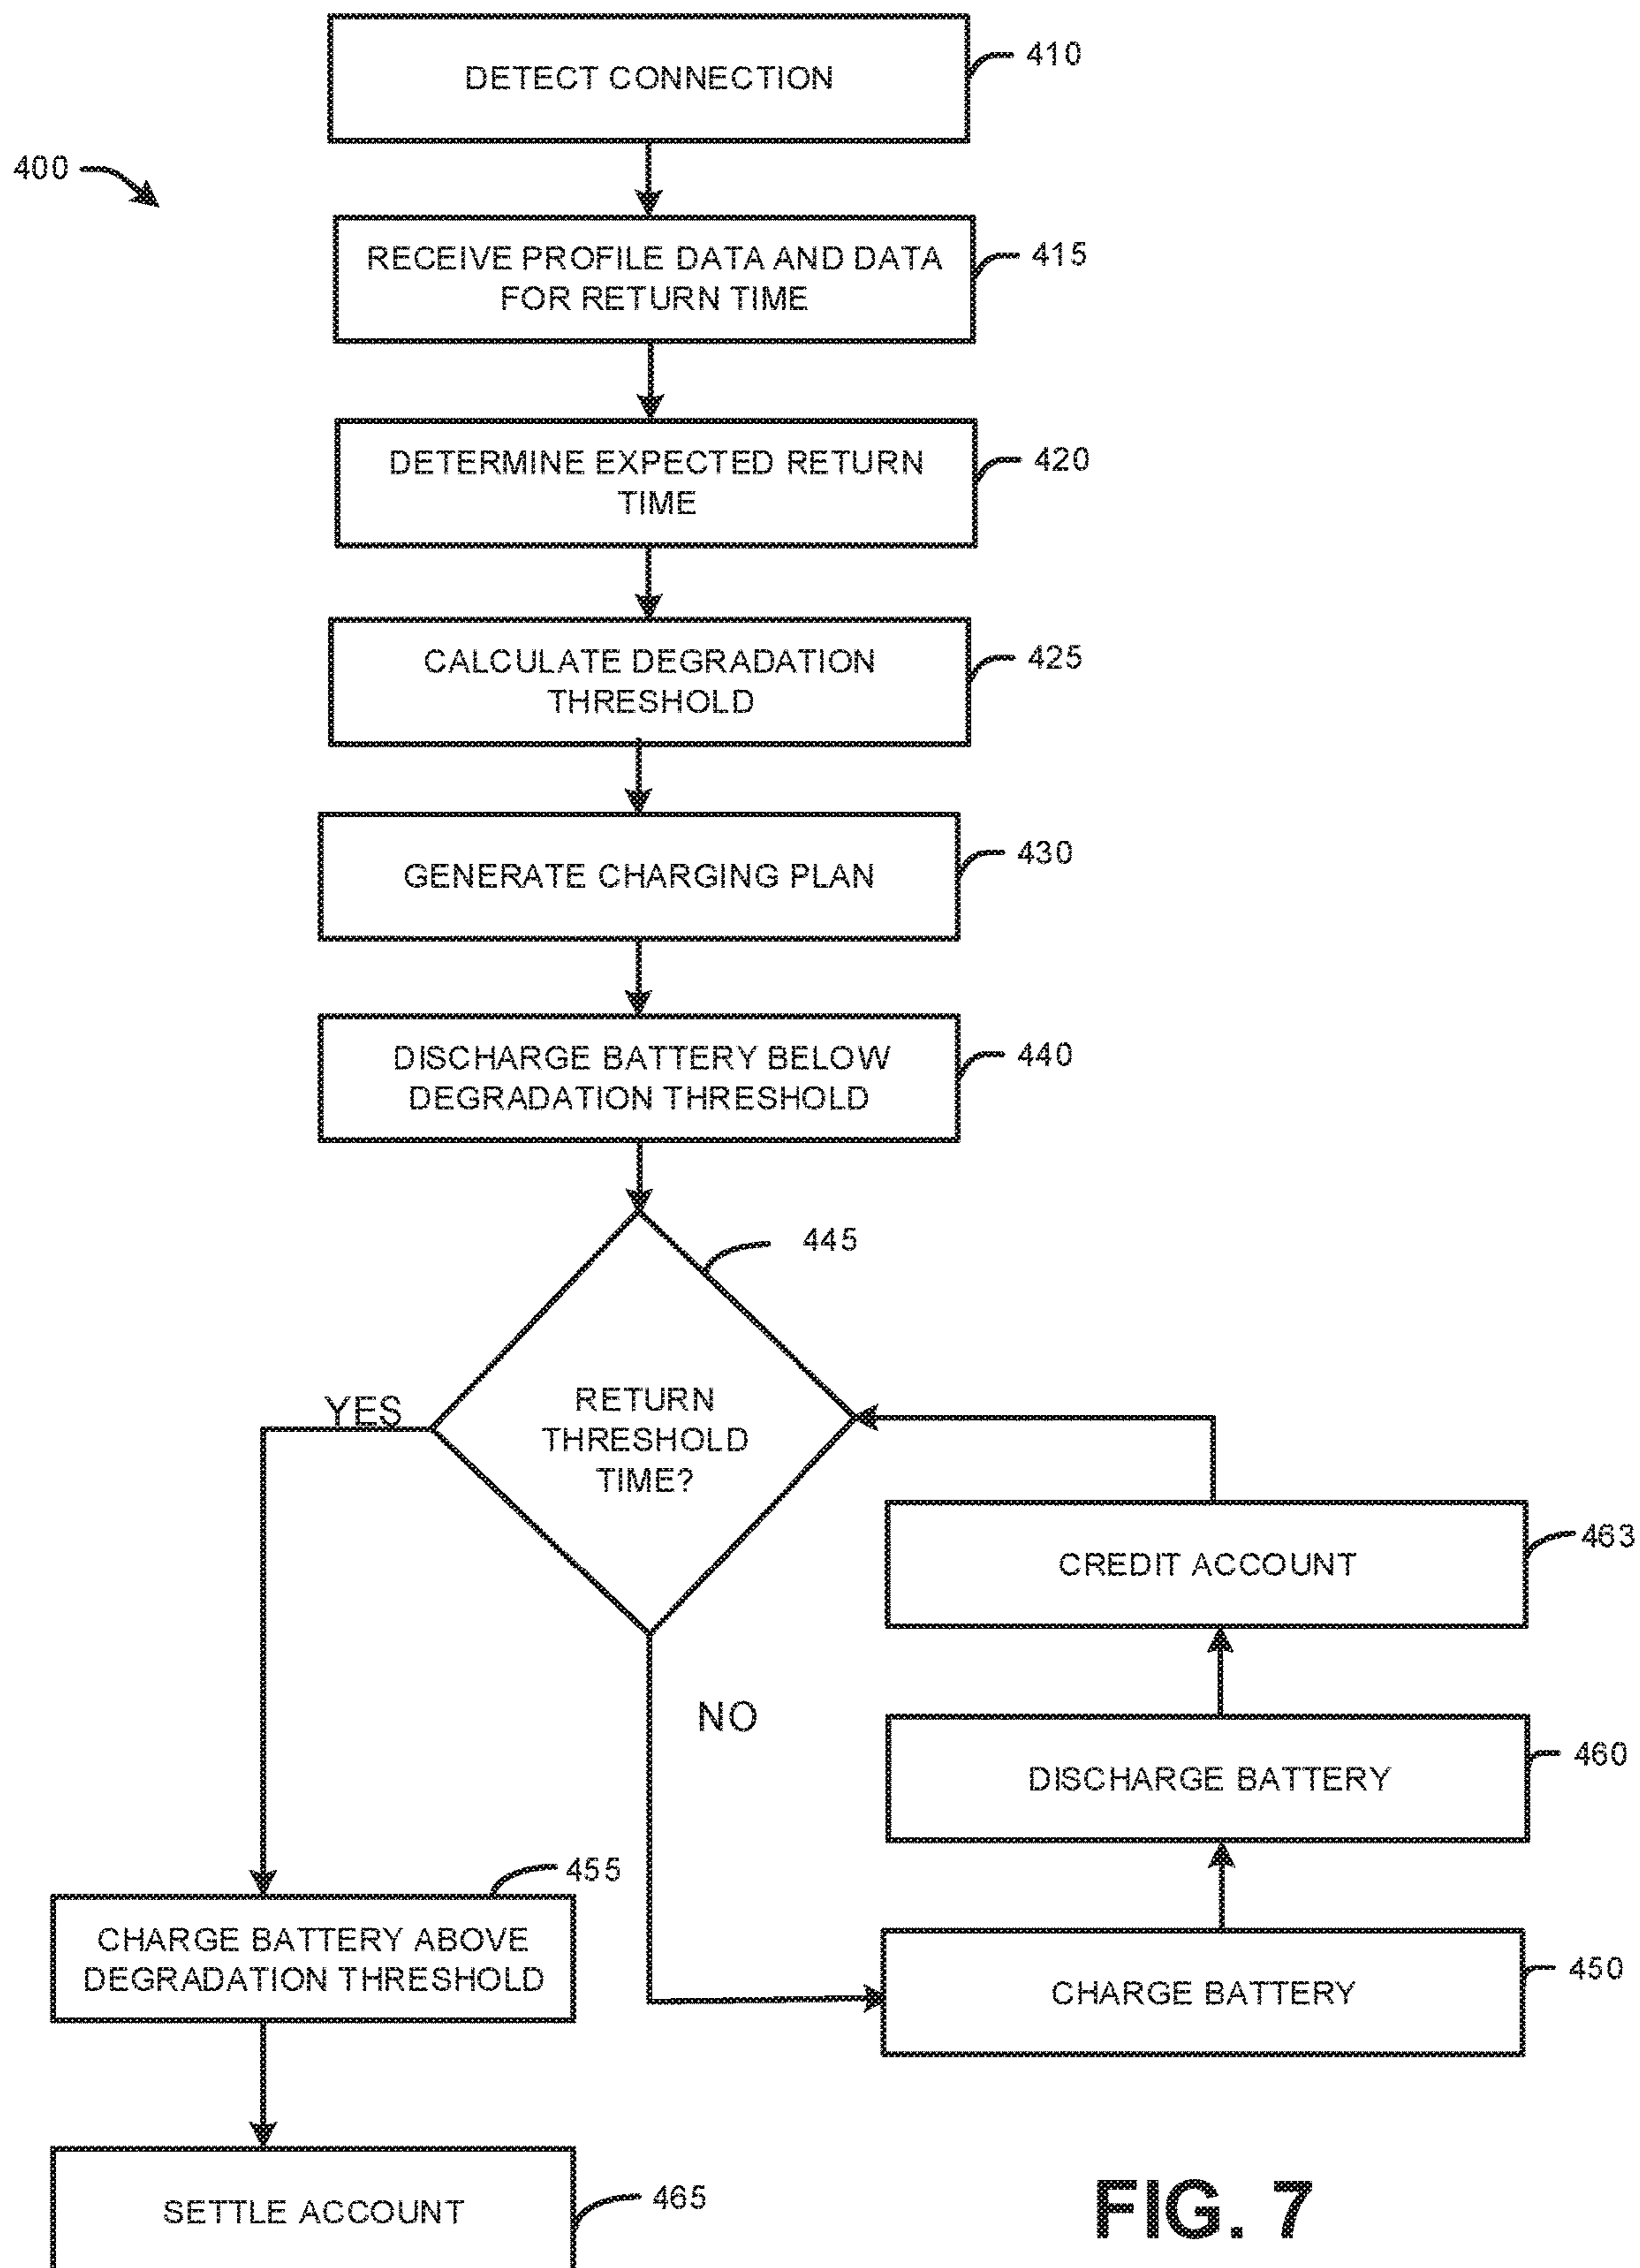 DETECT CONNECTION
410
400
RECEIVE PROFILE DATA AND DATA
FOR RETURN TIME
415
DETERMINE EXPECTED RETURN
TIME
420
CALCULATE DEGRADATION
THRESHOLD
425
GENERATE CHARGING PLAN
430
DISCHARGE BATTERY BELOW
DEGRADATION THRESHOLD
440
445
RETURN
THRESHOLD
TIME?
YES
NO
CREDIT ACCOUNT
463
DISCHARGE BATTERY
460
CHARGE BATTERY
450
455
CHARGE BATTERY ABOVE
DEGRADATION THRESHOLD
SETTLE ACCOUNT
465
FIG. 7